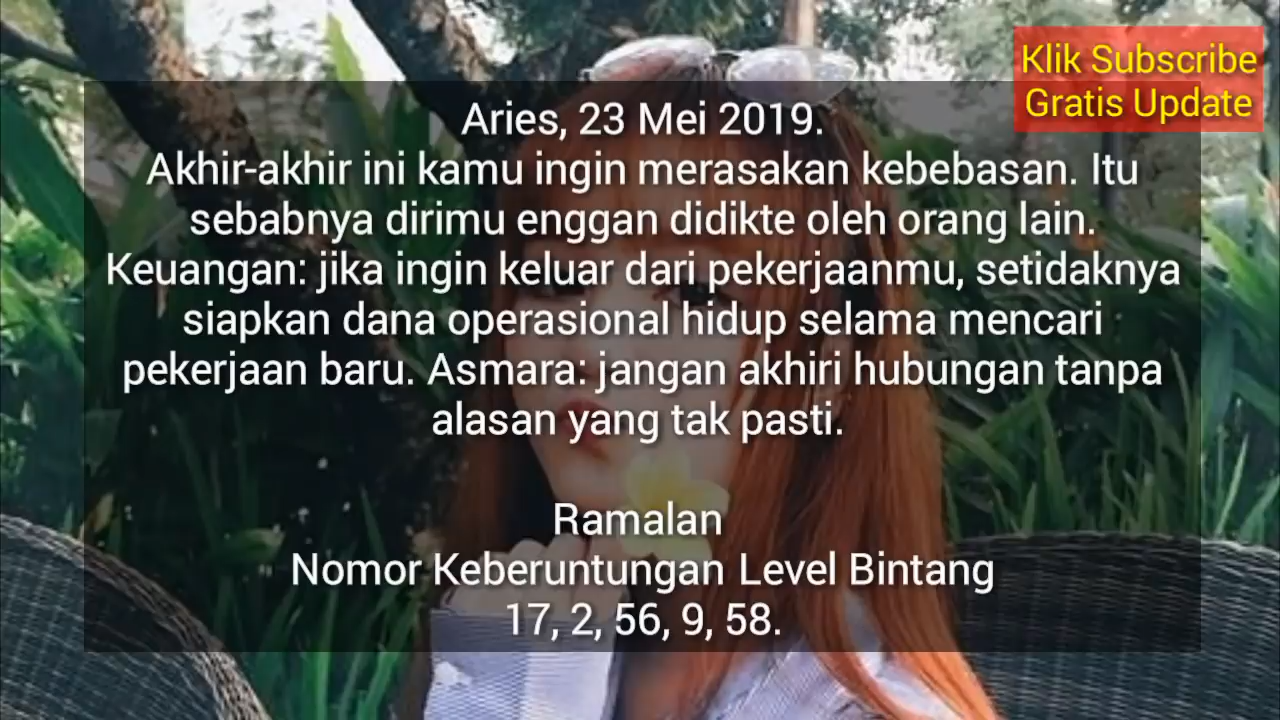 Klik Subscribe
Gratis Update
Aries, 23 Mei 2019.
Akhir-akhir ini kamu ingin merasakan kebebasan. Itu
sebabnya dirimu enggan didikte oleh orang lain.
Keuangan: jika ingin keluar dari pekerjaanmu, setidaknya
siapkan dana operasional hidup selama mencari
pekerjaan baru. Asmara: jangan akhiri hubungan tanpa
alasan yang tak pasti.
Ramalan
Nomor Keberuntungan Level Bintang
17, 2, 56, 9, 58.